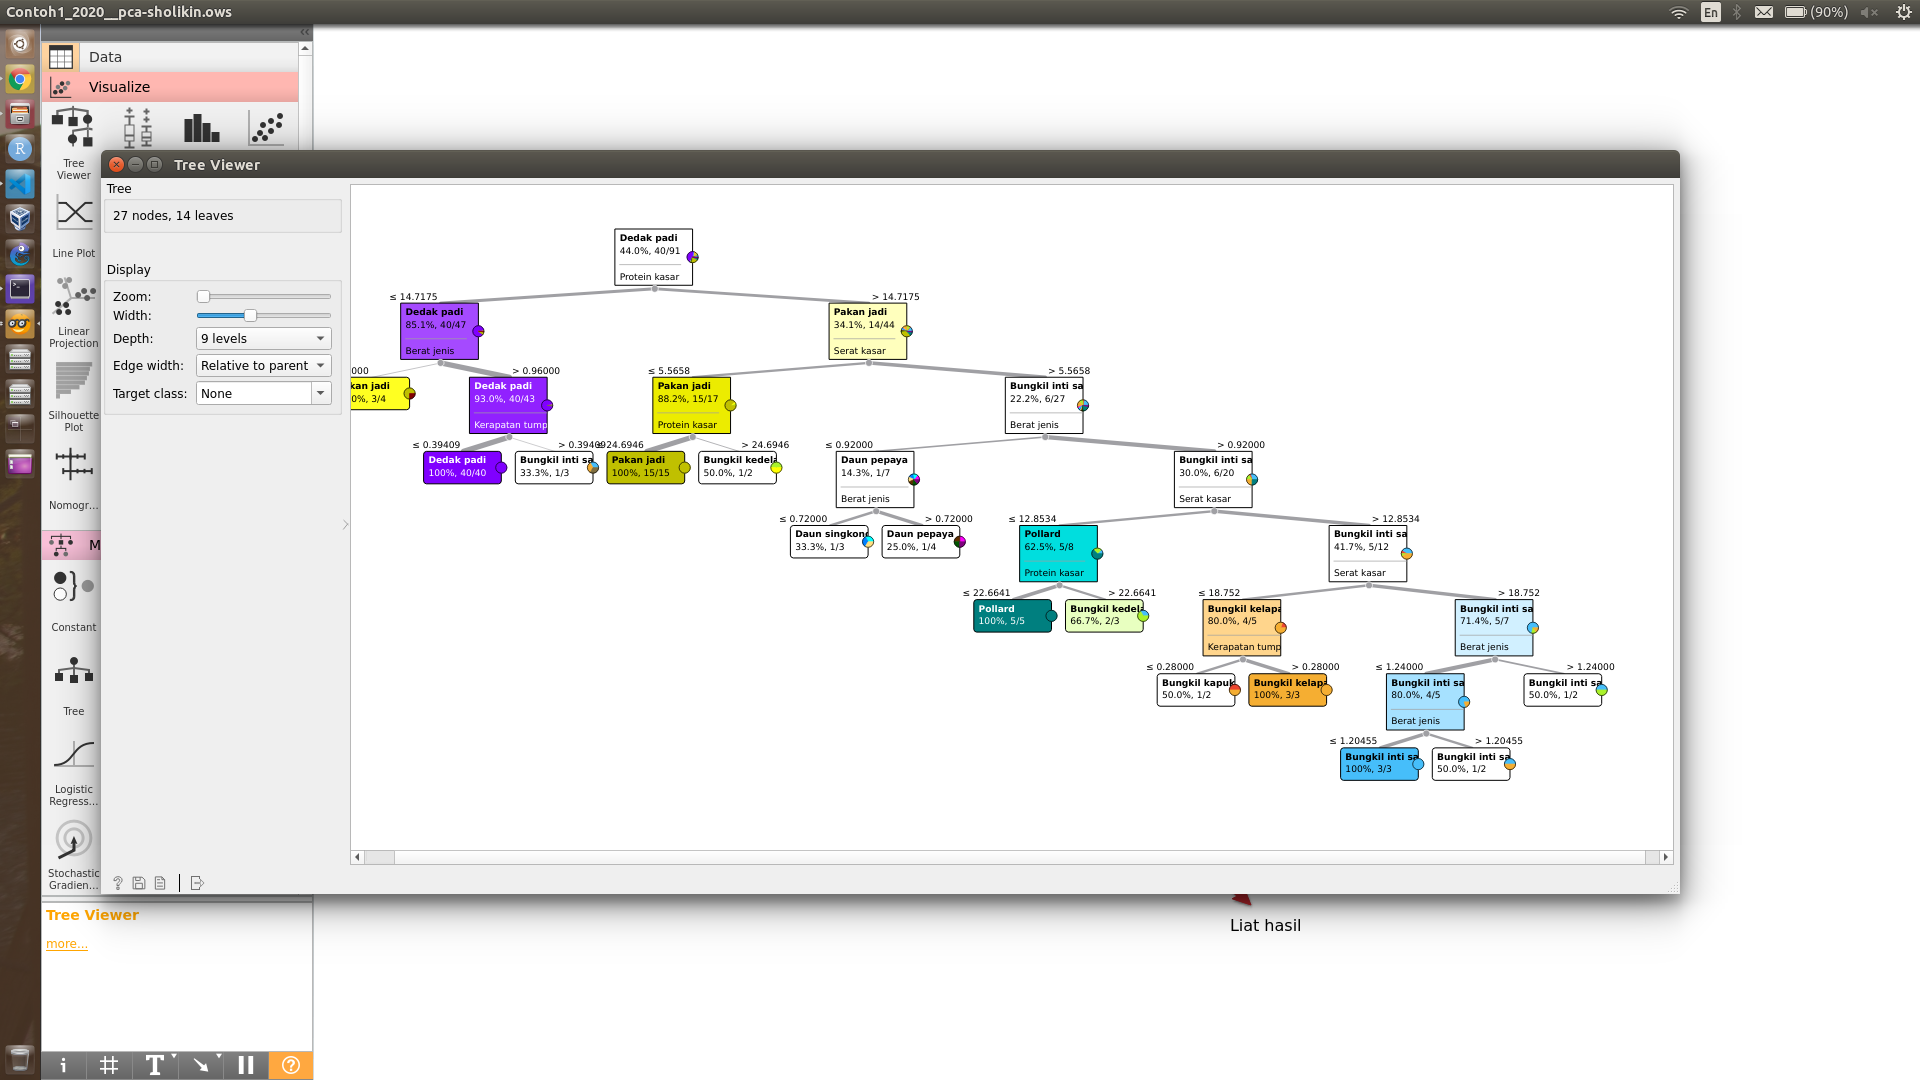 Contoh1_2020__pca-sholikin.ows
En
(90%)
Data
Visualize
Tree Viewer
Line Plot
Linear Projection
Silhouette Plot
Nomogr...
M
Constant
Tree
Logistic Regress...
Stochastic Gradien...
Tree Viewer
more...
Tree Viewer
Tree
27 nodes, 14 leaves
Display
Zoom:
Width:
Depth: 9 levels
Edge width: Relative to parent
Target class: None
Dedak padi
44.0%, 40/91
Protein kasar
≤ 14.7175
> 14.7175
Dedak padi
85.1%, 40/47
Berat jenis
Pakan jadi
34.1%, 14/44
Serat kasar
000
> 0.96000
≤ 5.5658
> 5.5658
kan jadi
0%, 3/4
Dedak padi
93.0%, 40/43
Kerapatan tump
Pakan jadi
88.2%, 15/17
Protein kasar
Bungkil inti sa
22.2%, 6/27
Berat jenis
≤ 0.39409
> 0.39409
≤ 24.6946
> 24.6946
≤ 0.92000
> 0.92000
Dedak padi
100%, 40/40
Bungkil inti sa
33.3%, 1/3
Pakan jadi
100%, 15/15
Bungkil kedela
50.0%, 1/2
Daun pepaya
14.3%, 1/7
Berat jenis
Bungkil inti sa
30.0%, 6/20
Serat kasar
≤ 0.72000
> 0.72000
≤ 12.8534
> 12.8534
Daun singkong
33.3%, 1/3
Daun pepaya
25.0%, 1/4
Pollard
62.5%, 5/8
Protein kasar
Bungkil inti sa
41.7%, 5/12
Serat kasar
≤ 22.6641
> 22.6641
≤ 18.752
> 18.752
Pollard
100%, 5/5
Bungkil kedela
66.7%, 2/3
Bungkil kelapa
80.0%, 4/5
Kerapatan tump
Bungkil inti sa
71.4%, 5/7
Berat jenis
≤ 0.28000
> 0.28000
≤ 1.24000
> 1.24000
Bungkil kapuk
50.0%, 1/2
Bungkil kelapa
100%, 3/3
Bungkil inti sa
80.0%, 4/5
Berat jenis
Bungkil inti sa
50.0%, 1/2
≤ 1.20455
> 1.20455
Bungkil inti sa
100%, 3/3
Bungkil inti sa
50.0%, 1/2
Liat hasil